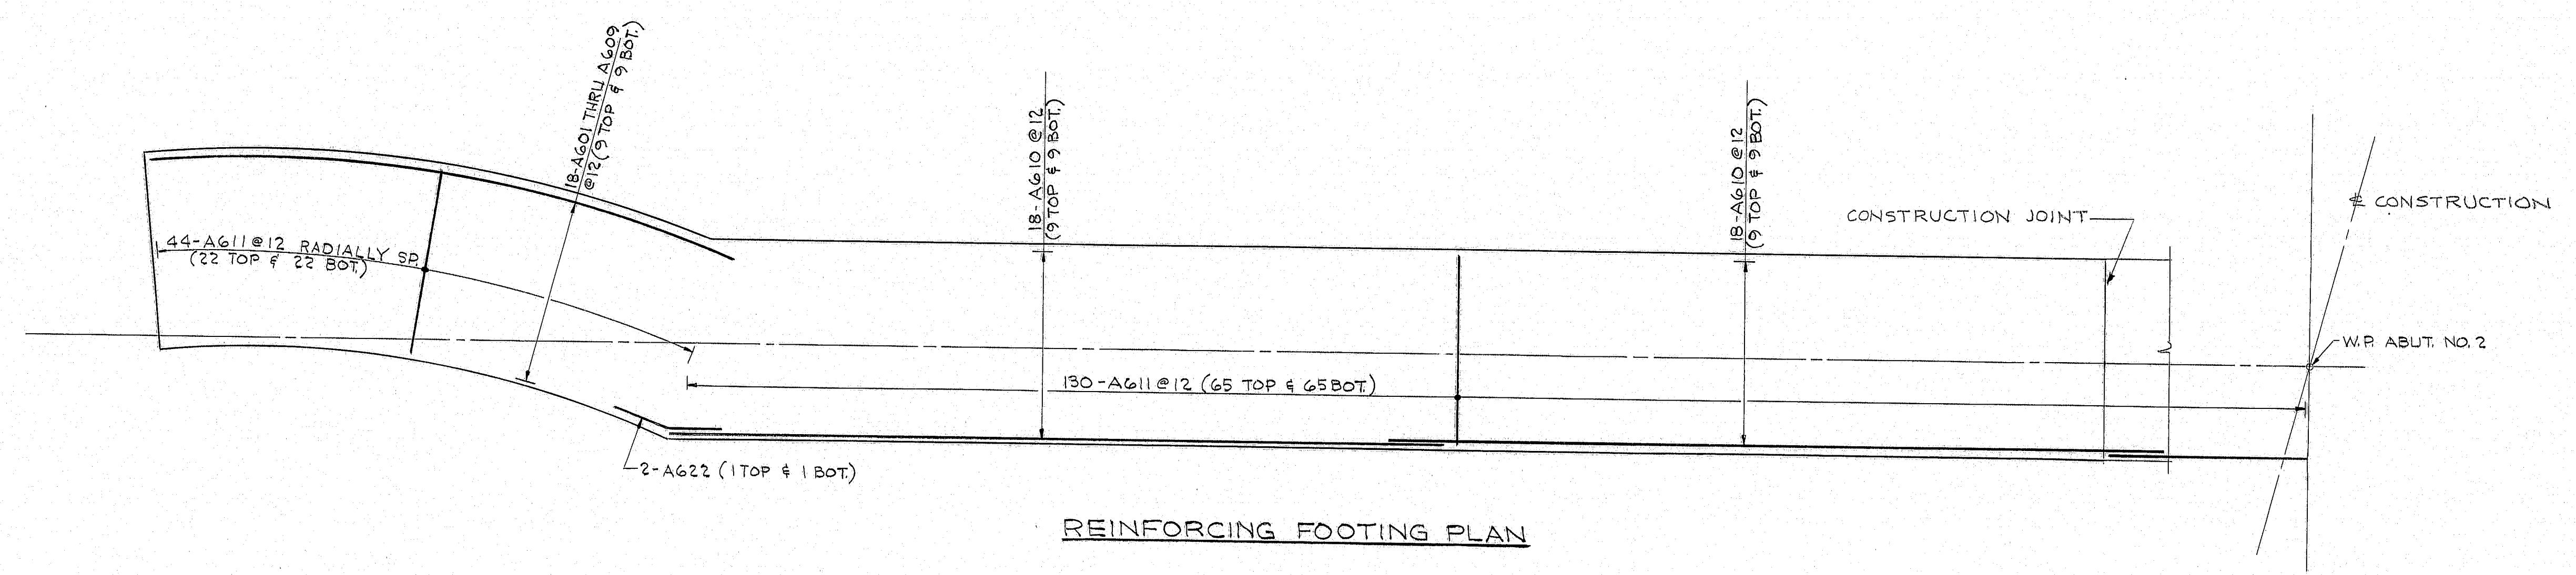 18-A601 THRU A609
@12 (9 TOP & 9 BOT.)
18-A610 @12
(9 TOP & 9 BOT.)
18-A610 @12
(9 TOP & 9 BOT.)
CONSTRUCTION JOINT
℄ CONSTRUCTION
44-A611@12 RADIALLY SP.
(22 TOP & 22 BOT.)
W.P. ABUT. NO. 2
130-A611@12 (65 TOP & 65 BOT.)
2-A622 (1 TOP & 1 BOT.)
REINFORCING FOOTING PLAN